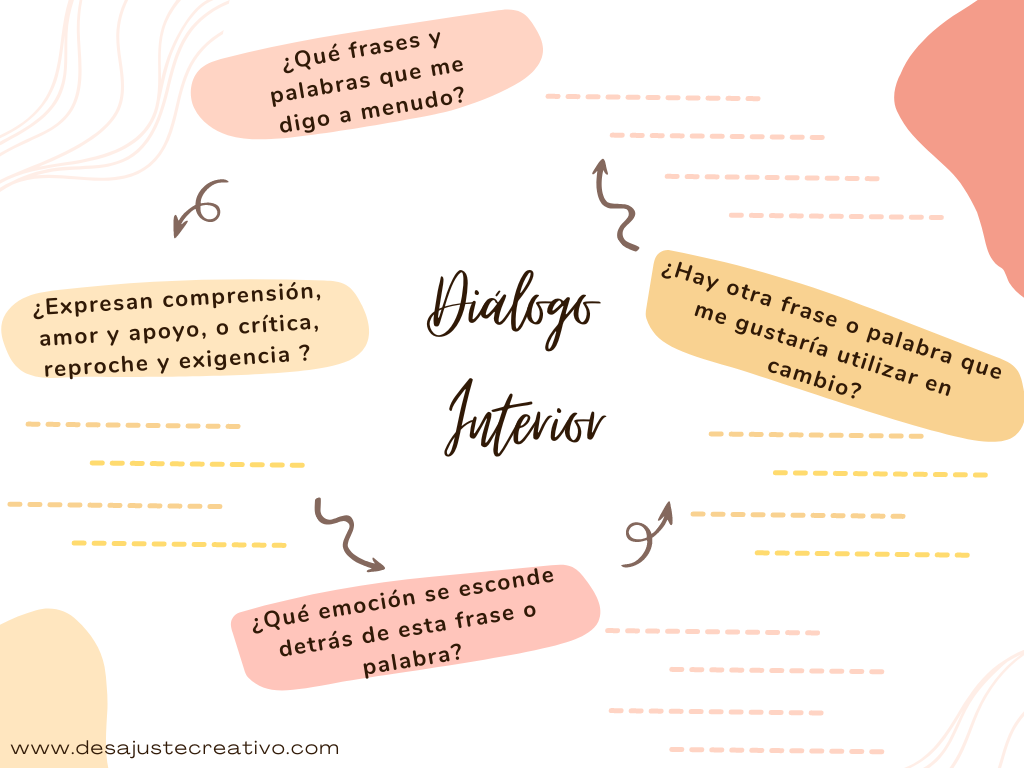 ¿Qué frases y
palabras que me
digo a menudo?
¿Expresan comprensión,
amor y apoyo, o crítica,
reproche y exigencia ?
Diálogo
Interior
¿Hay otra frase o palabra que
me gustaría utilizar en
cambio?
¿Qué emoción se esconde
detrás de esta frase o
palabra?
www.desajustecreativo.com